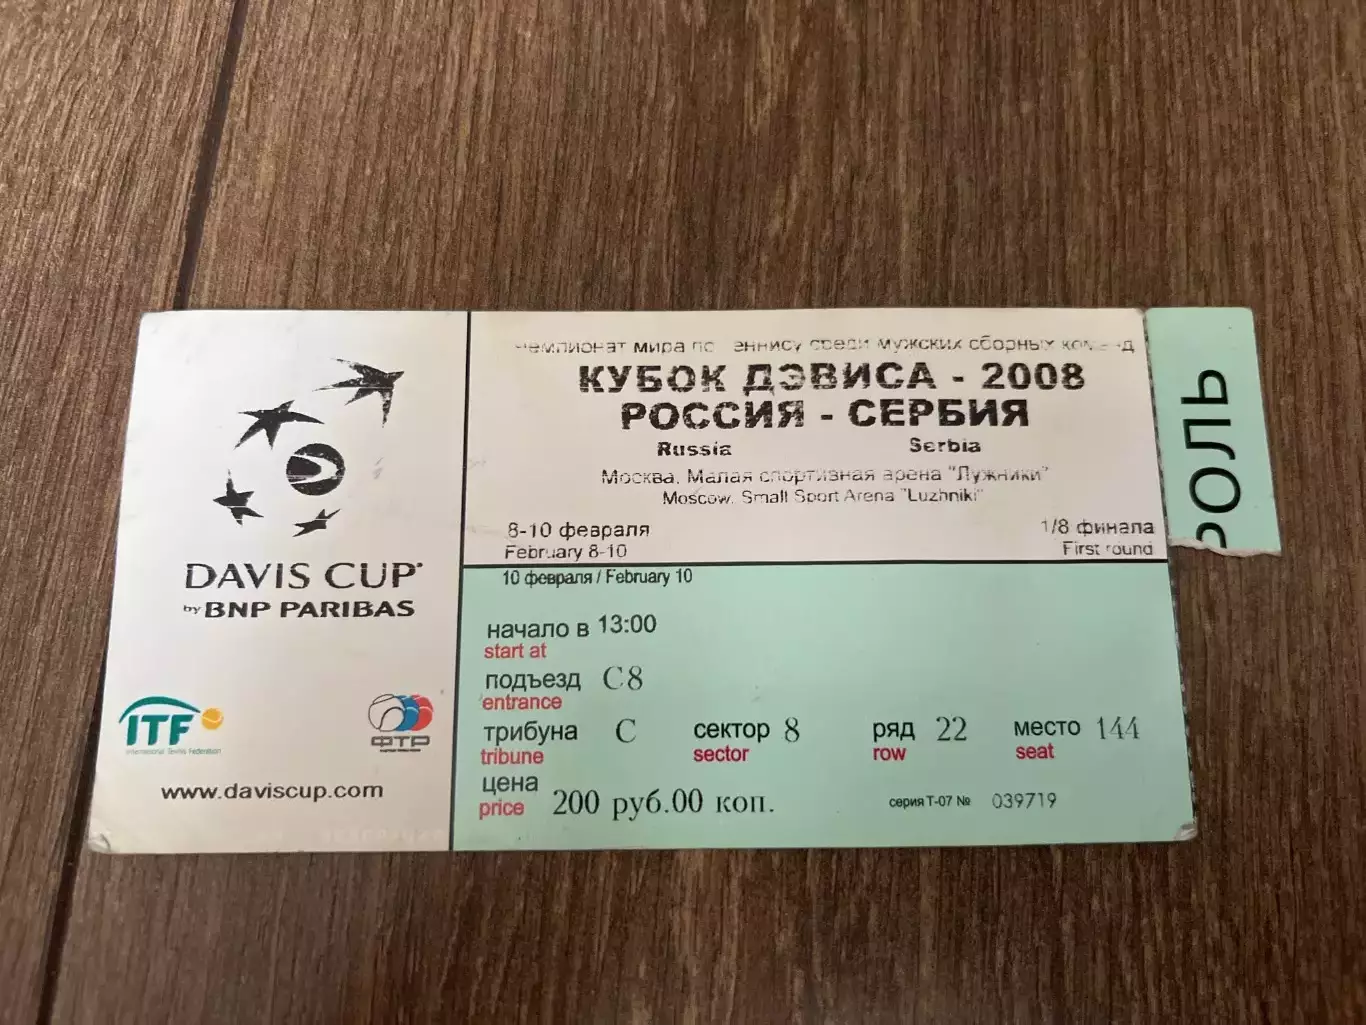 чемпионат мира по теннису среди мужских сборных команд
КУБОК ДЭВИСА - 2008
РОССИЯ - СЕРБИЯ
Russia Serbia
Москва, Малая спортивная арена "Лужники"
Moscow, Small Sport Arena "Luzhniki"
8-10 февраля 1/8 финала
February 8-10 First round
DAVIS CUP
by BNP PARIBAS
ITF
International Tennis Federation
ФТР
www.daviscup.com
10 февраля / February 10
начало в 13:00
start at
подъезд C8
entrance
трибуна C сектор 8 ряд 22 место 144
tribune sector row seat
цена 200 руб.00 коп.
price
серия Т-07 № 039719
РОЛЬ